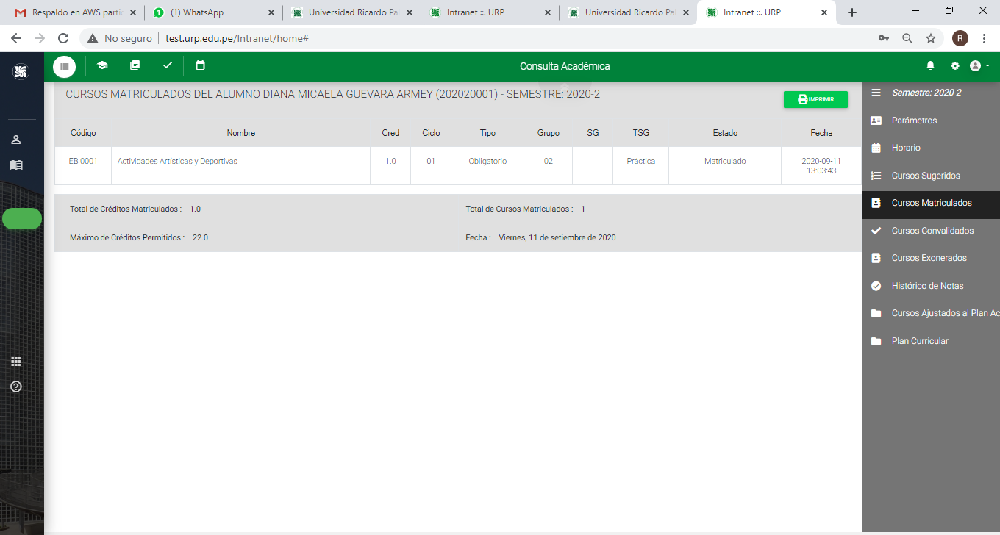 Respaldo en AWS partic
(1) WhatsApp
Universidad Ricardo Pal
Intranet ::. URP
Universidad Ricardo Pal
Intranet ::. URP
No seguro
test.urp.edu.pe/Intranet/home#
R
Consulta Académica
CURSOS MATRICULADOS DEL ALUMNO DIANA MICAELA GUEVARA ARMEY (202020001) - SEMESTRE: 2020-2
IMPRIMIR
Código Nombre Cred Ciclo Tipo Grupo SG TSG Estado Fecha
EB 0001 Actividades Artísticas y Deportivas 1.0 01 Obligatorio 02 Práctica Matriculado 2020-09-11
13:03:43
Total de Créditos Matriculados : 1.0 Total de Cursos Matriculados : 1
Máximo de Créditos Permitidos : 22.0 Fecha : Viernes, 11 de setiembre de 2020
Semestre: 2020-2
Parámetros
Horario
Cursos Sugeridos
Cursos Matriculados
Cursos Convalidados
Cursos Exonerados
Histórico de Notas
Cursos Ajustados al Plan Ac
Plan Curricular